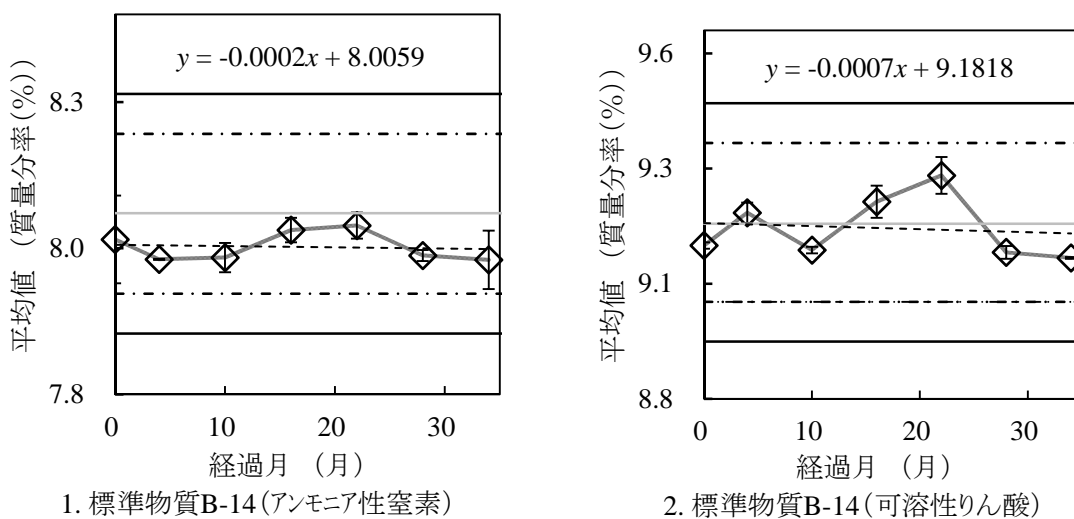 y = -0.0002x + 8.0059
平均値 (質量分率(%))
8.3
8.0
7.8
0
10
20
30
経過月 (月)
1. 標準物質B-14(アンモニア性窒素)
y = -0.0007x + 9.1818
平均値 (質量分率(%))
9.6
9.3
9.1
8.8
0
10
20
30
経過月 (月)
2. 標準物質B-14(可溶性りん酸)